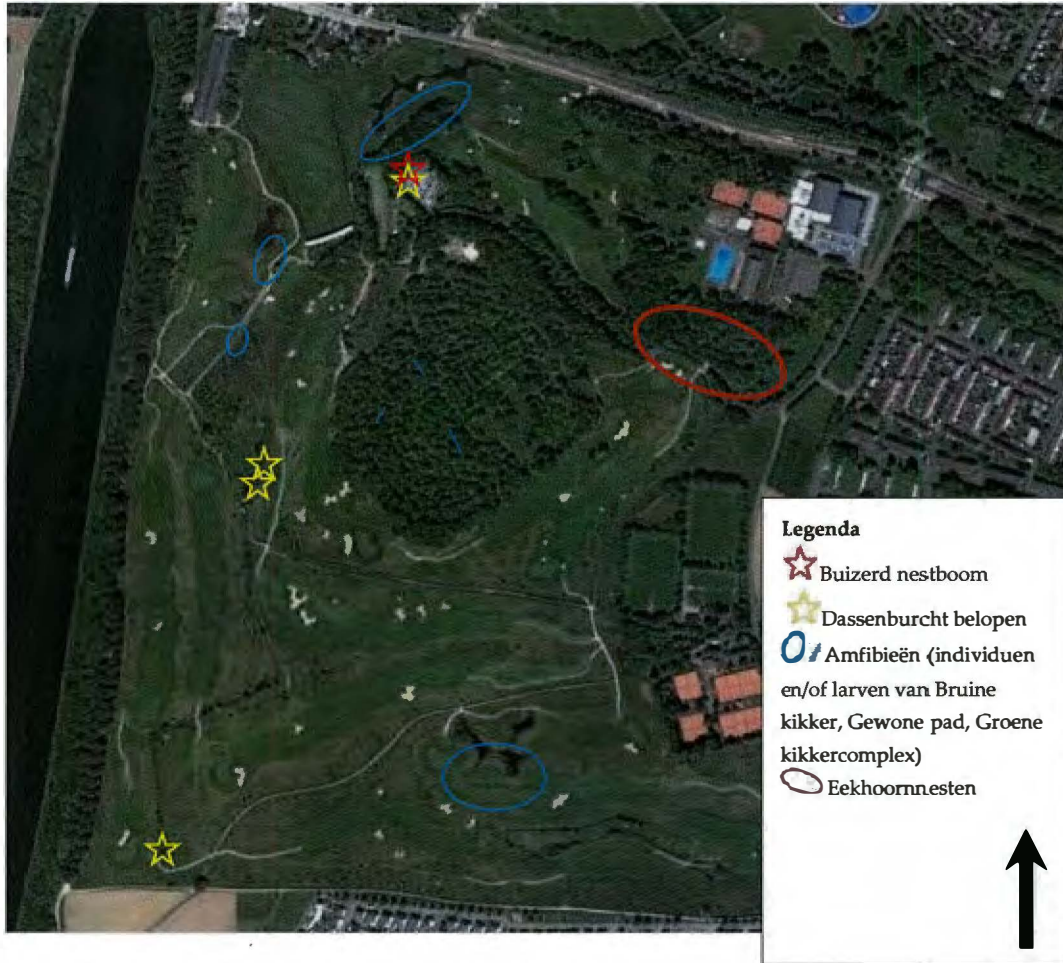 Legenda
Buizerd nestboom
Dassenburcht belopen
Amfibieën (individuen
en/of larven van Bruine
kikker, Gewone pad, Groene
kikkercomplex)
Eekhoornnesten